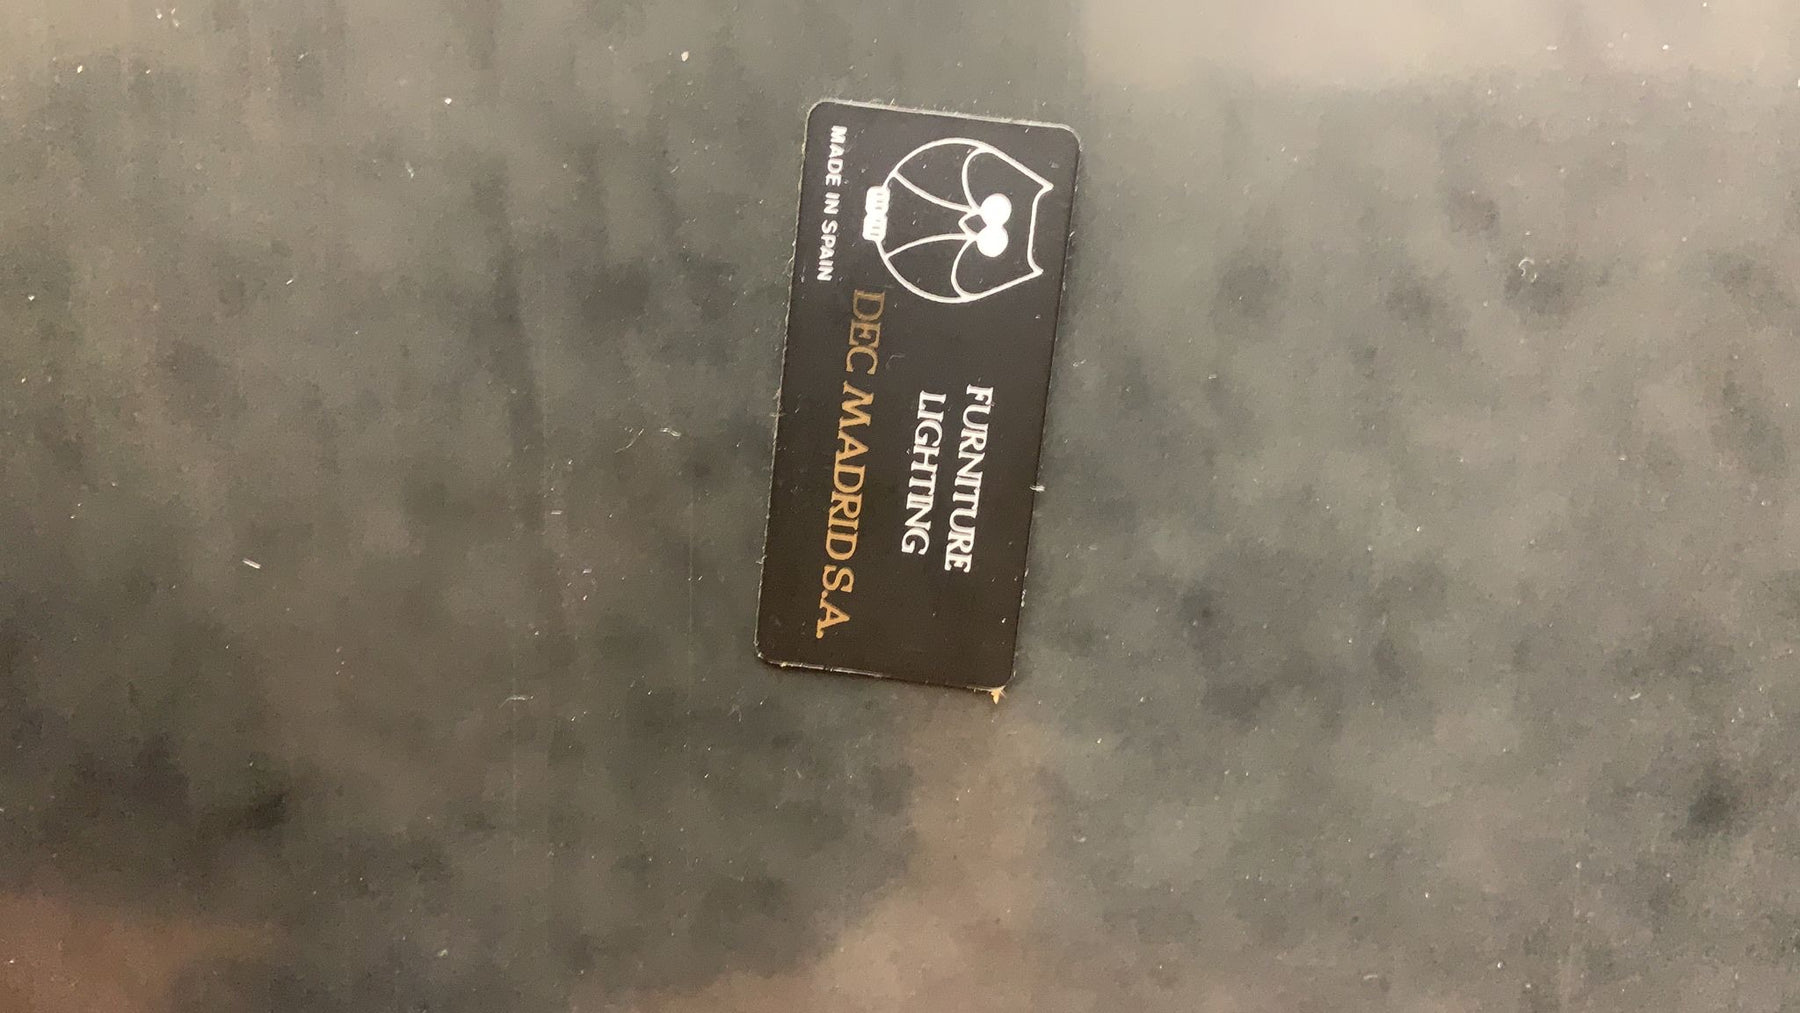 FURNITURE
LIGHTING
DEC MADRID S.A.
MADE IN SPAIN